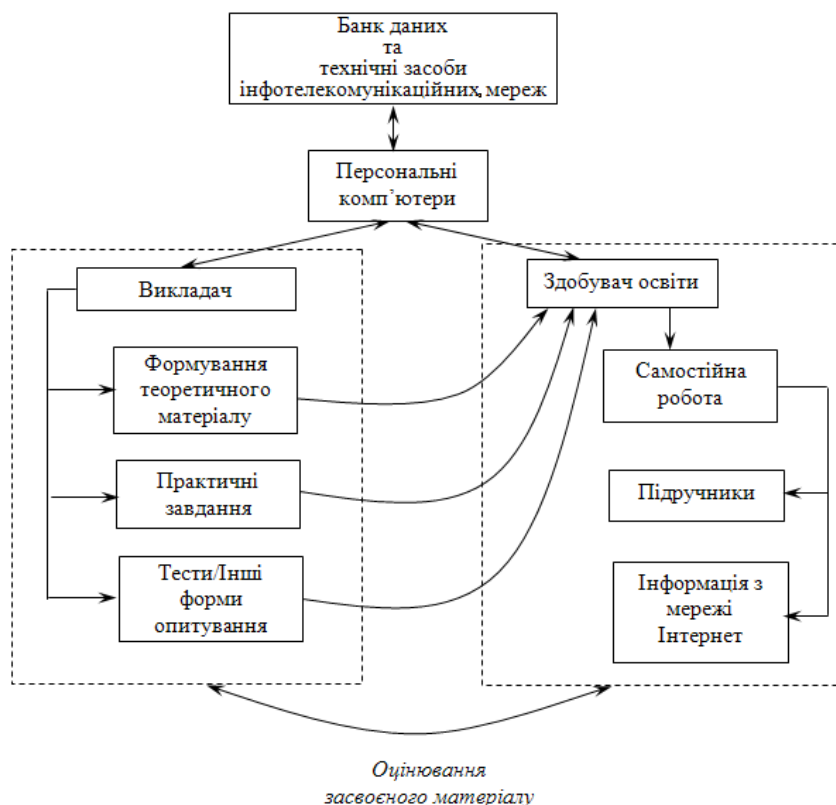 Банк даних
та
технічні засоби
інфотелекомунікаційних, мереж
Персональні
комп’ютери
Викладач
Здобувач освіти
Формування
теоретичного
матеріалу
Самостійна
робота
Практичні
завдання
Підручники
Тести/Інші
форми
опитування
Інформація з
мережі
Інтернет
Оцінювання
засвоєного матеріалу